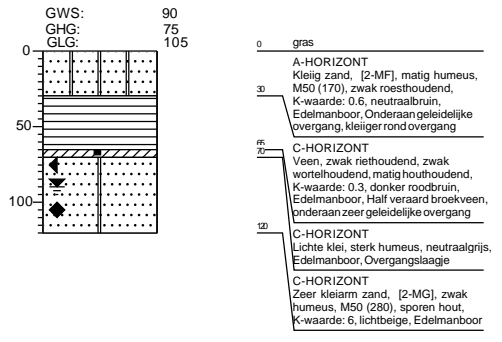 GWS: 90
GHG: 75
GLG: 105
0
50
100
0 gras
A-HORIZONT
Kleiig zand, [2-MF], matig humeus,
M50 (170), zwak roesthoudend,
30
K-waarde: 0.6, neutraalbruin,
Edelmanboor, Onderaan geleidelijke
overgang, kleiiger rond overgang
65
70
C-HORIZONT
Veen, zwak riethoudend, zwak
wortelhoudend, matig houthoudend,
K-waarde: 0.3, donker roodbruin,
Edelmanboor, Half veraard broekveen,
onderaan zeer geleidelijke overgang
120
C-HORIZONT
Lichte klei, sterk humeus, neutraalgrijs,
Edelmanboor, Overgangslaagje
C-HORIZONT
Zeer kleiarm zand, [2-MG], zwak
humeus, M50 (280), sporen hout,
K-waarde: 6, lichtbeige, Edelmanboor